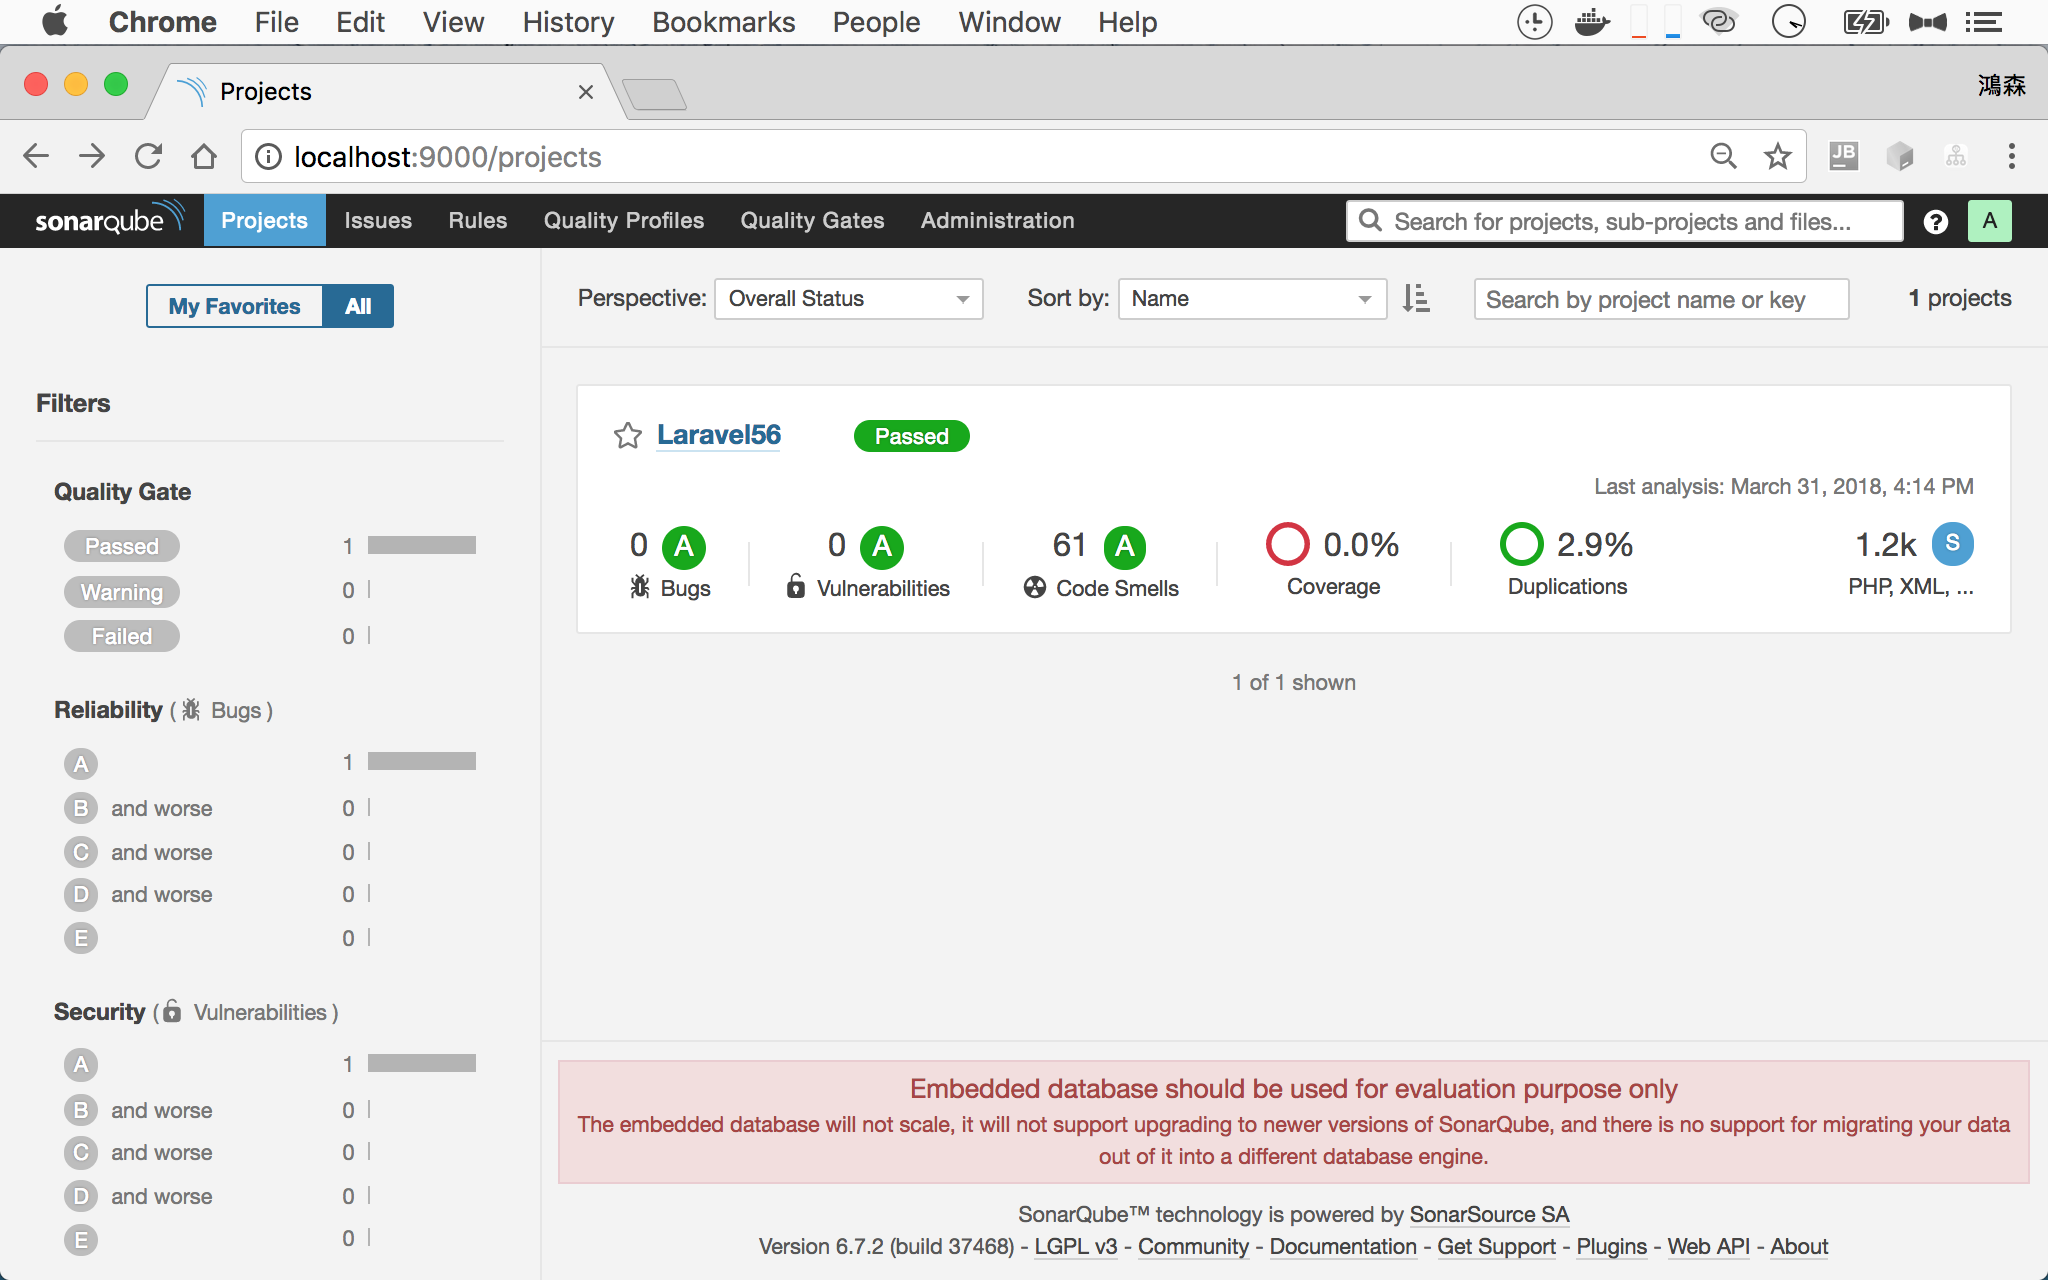 Chrome File Edit View History Bookmarks People Window Help
Projects
鴻森
localhost:9000/projects
JB
sonarqube Projects Issues Rules Quality Profiles Quality Gates Administration Search for projects, sub-projects and files... ? A
My Favorites All
Perspective: Overall Status Sort by: Name Search by project name or key 1 projects
Filters
Quality Gate
Passed 1
Warning 0
Failed 0
Reliability ( Bugs )
A 1
B and worse 0
C and worse 0
D and worse 0
E 0
Security ( Vulnerabilities )
A 1
B and worse 0
C and worse 0
D and worse 0
E 0
Laravel56 Passed
Last analysis: March 31, 2018, 4:14 PM
0 A 0 A 61 A 0.0% 2.9% 1.2k S
Bugs Vulnerabilities Code Smells Coverage Duplications PHP, XML, ...
1 of 1 shown
Embedded database should be used for evaluation purpose only
The embedded database will not scale, it will not support upgrading to newer versions of SonarQube, and there is no support for migrating your data
out of it into a different database engine.
SonarQube™ technology is powered by SonarSource SA
Version 6.7.2 (build 37468) - LGPL v3 - Community - Documentation - Get Support - Plugins - Web API - About